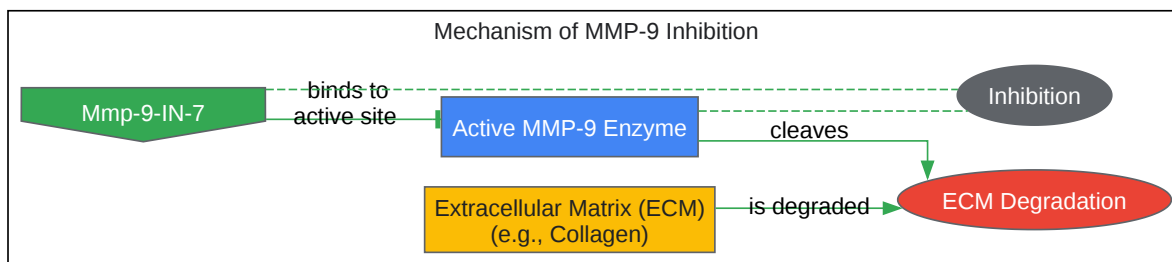 Mechanism of MMP-9 Inhibition
Mmp-9-IN-7
binds to
active site
Active MMP-9 Enzyme
Inhibition
cleaves
Extracellular Matrix (ECM)
(e.g., Collagen)
is degraded
ECM Degradation